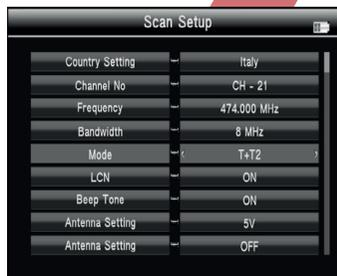 Scan Setup
Country Setting Italy
Channel No CH - 21
Frequency 474.000 MHz
Bandwidth 8 MHz
Mode T+T2
LCN ON
Beep Tone ON
Antenna Setting 5V
Antenna Setting OFF